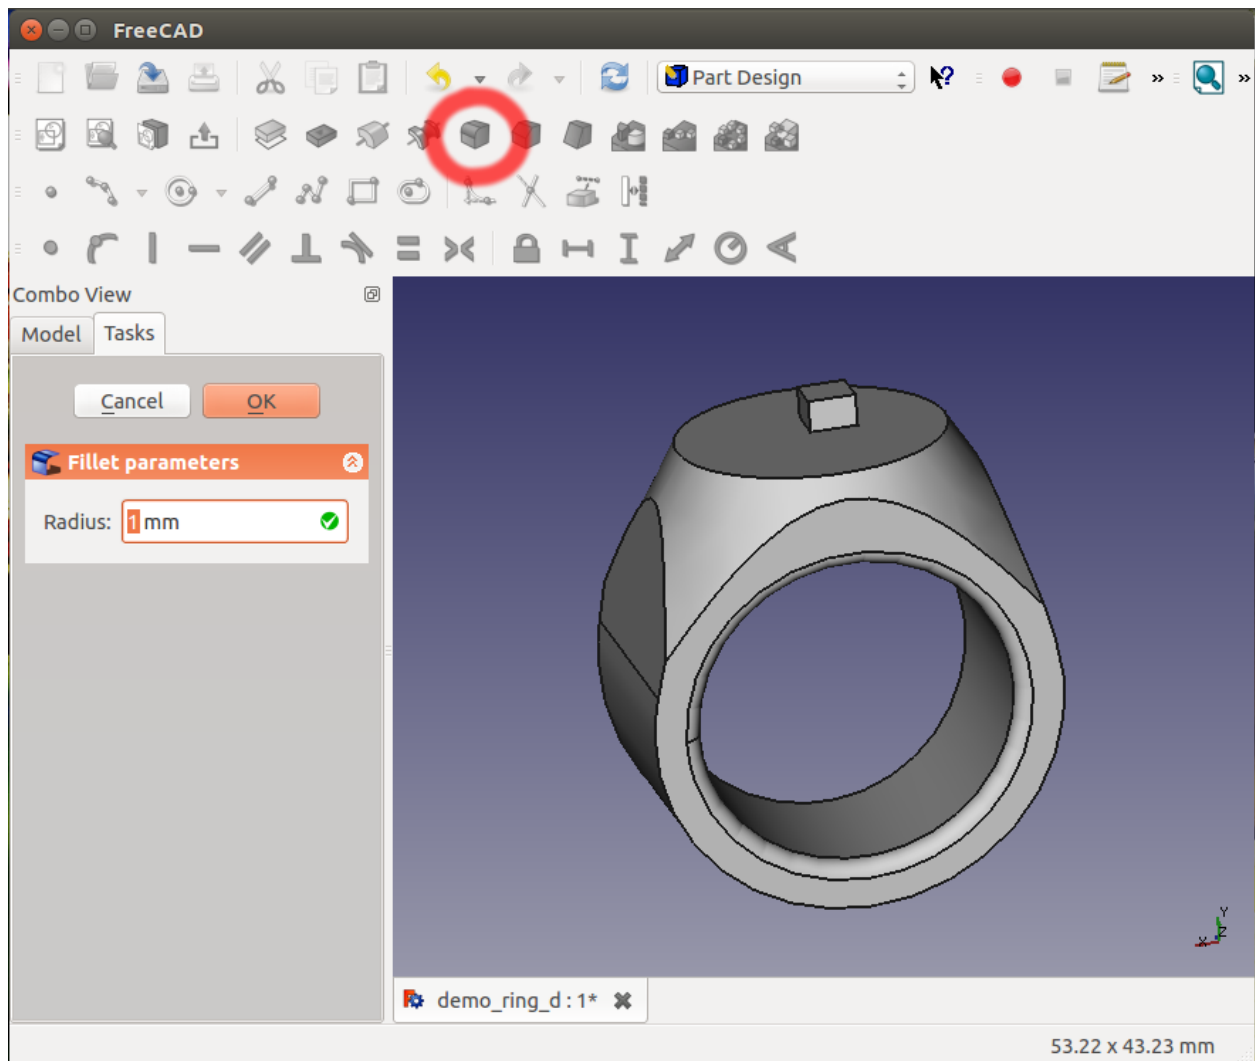 FreeCAD
Part Design
»
»
Combo View
Model
Tasks
Cancel
OK
Fillet parameters
Radius: 1 mm
Y
Z
X
demo_ring_d : 1*
53.22 x 43.23 mm